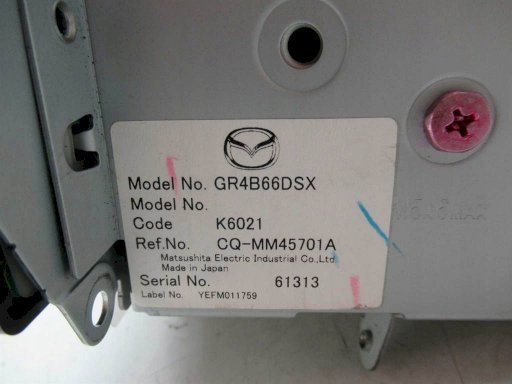 Model No. GR4B66DSX
Model No.
Code K6021
Ref.No. CQ-MM45701A
Matsushita Electric Industrial Co.,Ltd.
Made in Japan
Serial No. 61313
Label No. YEFM011759